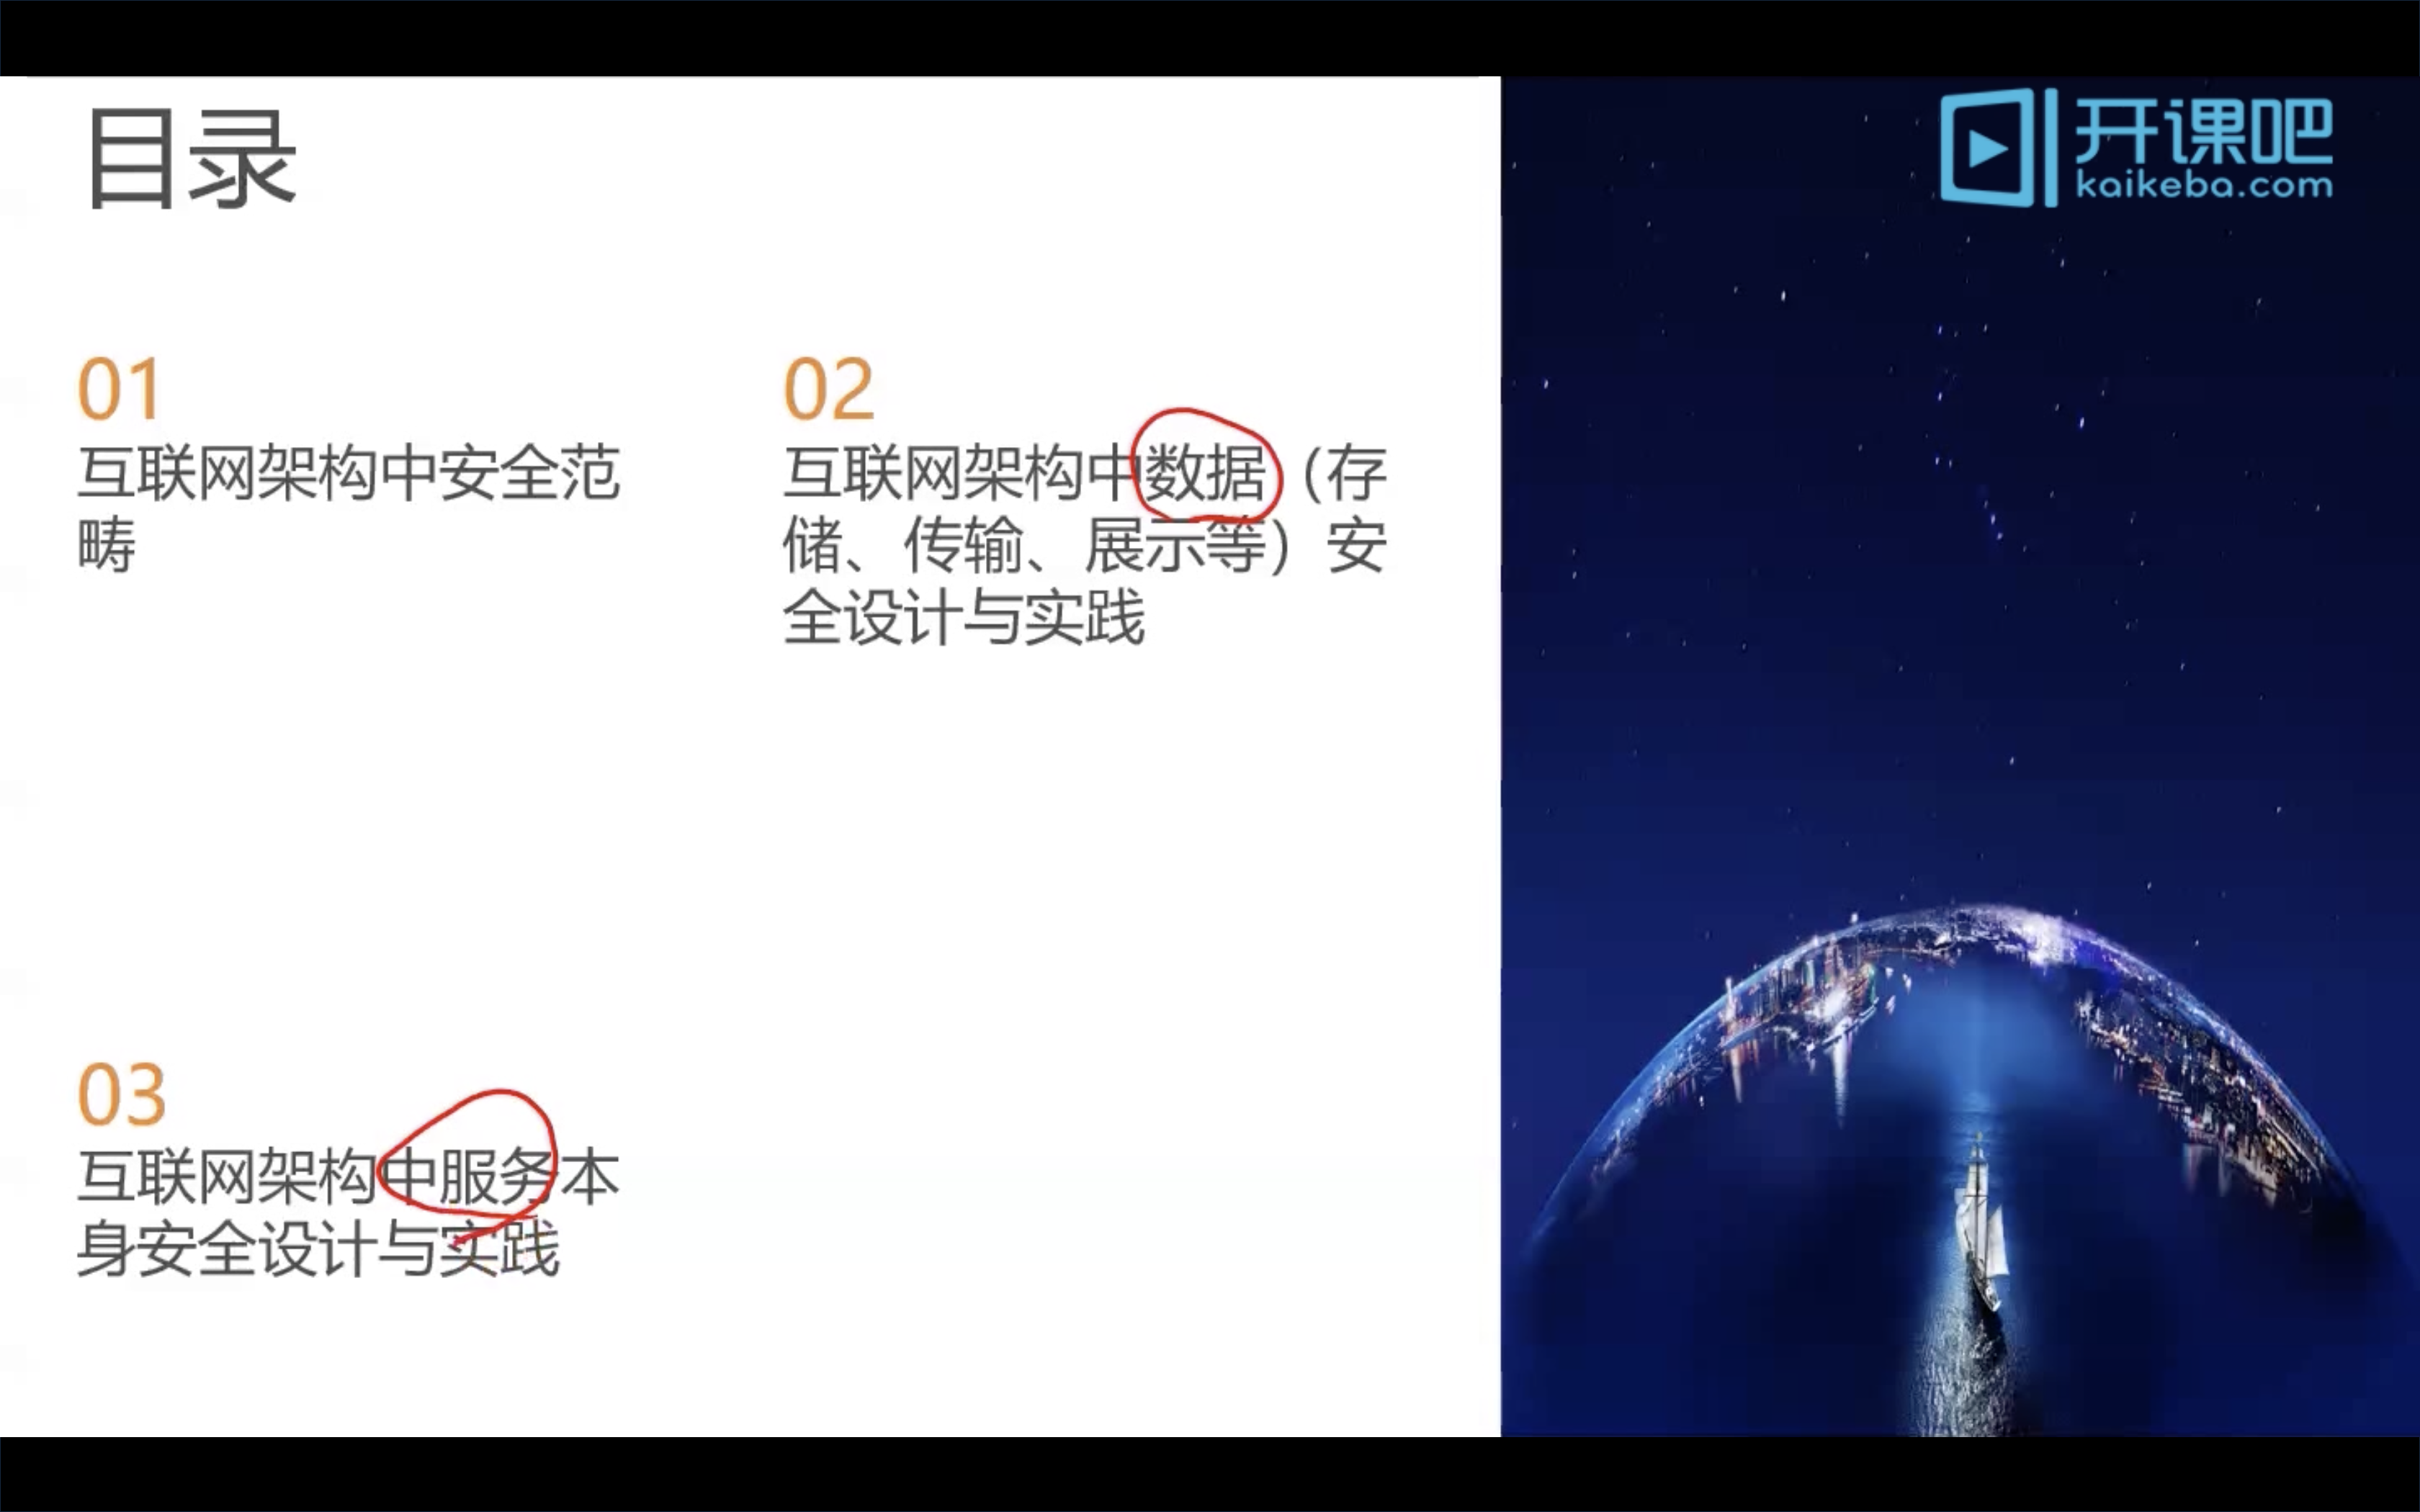 目录
开课吧
kaikeba.com
01
互联网架构中安全范
畴
02
互联网架构中数据（存
储、传输、展示等）安
全设计与实践
03
互联网架构中服务本
身安全设计与实践